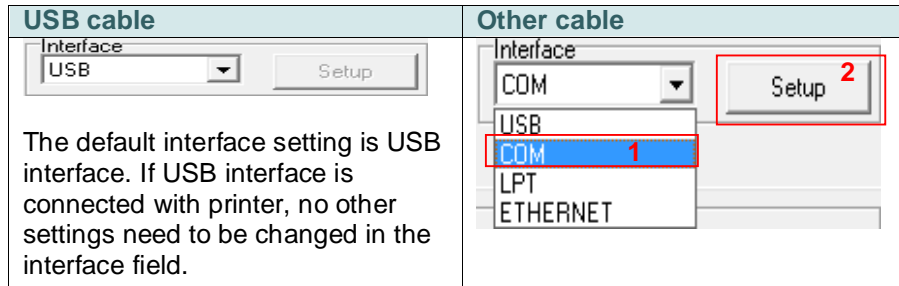 USB cable
Interface
USB
Setup
The default interface setting is USB
interface. If USB interface is
connected with printer, no other
settings need to be changed in the
interface field.
Other cable
Interface
COM
Setup
2
USB
COM
1
LPT
ETHERNET